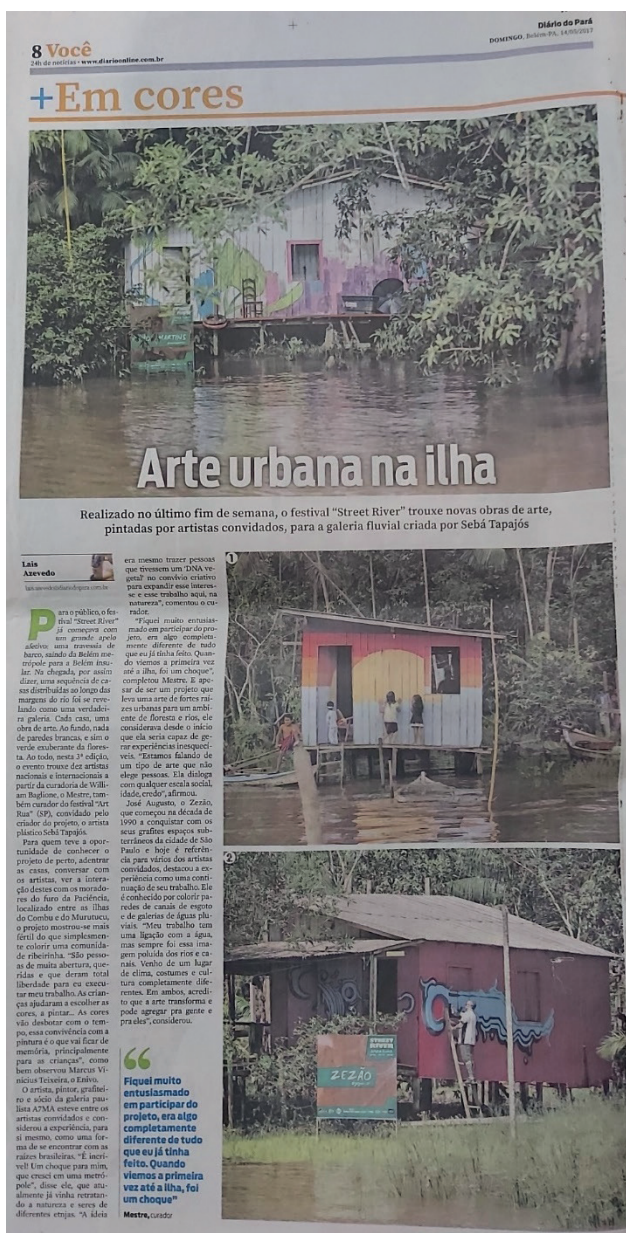 8 Você
24h de notícias - www.diarioonline.com.br
Diário do Pará
DOMINGO, Belém-PA, 14/05/2017
+Em cores
MARTINS
Arte urbana na ilha
Realizado no último fim de semana, o festival “Street River” trouxe novas obras de arte,
pintadas por artistas convidados, para a galeria fluvial criada por Sebá Tapajós
Lais
Azevedo
Para o público, o fes-
tival “Street River”
já começava com
um grande apelo
afetivo: uma travessia de
barco, saindo da Belém me-
trópole para a Belém insu-
lar. Na chegada, por assim
dizer, uma sequência de ca-
sas distribuídas ao longo das
margens do rio foi se reve-
lando como uma verdadei-
ra galeria. Cada casa, uma
obra de arte. Ao fundo, nada
de paredes brancas, e sim o
verde exuberante da flores-
ta. Ao todo, nesta 3ª edição,
o evento trouxe dez artistas
nacionais e internacionais a
partir da curadoria de Willi-
am Baglione, o Mestre, tam-
bém curador do festival “Art
Rua” (SP), convidado pelo
criador do projeto, o artista
plástico Sebá Tapajós.
Para quem teve a opor-
tunidade de conhecer o
projeto de perto, adentrar
as casas, conversar com
os artistas, ver a intera-
ção destes com os morado-
res do furo da Paciência,
localizado entre as ilhas
do Combu e do Murutucu,
o projeto mostrou-se mais
fértil do que simplesmen-
te colorir uma comunida-
de ribeirinha. “São pesso-
as de muita abertura, que-
ridas e que deram total
liberdade para eu execu-
tar meu trabalho. As crian-
ças ajudaram a escolher as
cores, a pintar... As cores
vão desbotar com o tem-
po, essa convivência com a
pintura é o que vai ficar de
memória, principalmente
para as crianças”, como
bem observou Marcus Vi-
nicius Teixeira, o Enivo.
O artista, pintor, grafitei-
ro e sócio da galeria pau-
lista A7MA esteve entre os
artistas convidados e con-
siderou a experiência, para
si mesmo, como uma for-
ma de se encontrar com as
raízes brasileiras. “É incrí-
vel! Um choque para mim,
que cresci em uma metró-
pole”, disse ele, que atu-
almente já vinha retratan-
do a natureza e seres de
diferentes etnias. “A ideia
era mesmo trazer pessoas
que tivessem um ‘DNA ve-
getal’ no convívio criativo
para expandir esse interes-
se e esse trabalho aqui, na
natureza”, comentou o cu-
rador.
“Fiquei muito entusias-
mado em participar do pro-
jeto, era algo completa-
mente diferente de tudo
que eu já tinha feito. Quan-
do viemos a primeira vez
até a ilha, foi um choque”,
completou Mestre. E ape-
sar de ser um projeto que
leva uma arte de fortes raí-
zes urbanas para um ambi-
ente de floresta e rios, ele
considerava desde o início
que ela seria capaz de ge-
rar experiências inesquecí-
veis. “Estamos falando de
um tipo de arte que não
elege pessoas. Ela dialoga
com qualquer escala social,
idade, credo”, afirmou.
José Augusto, o Zezão,
que começou na década de
1990 a conquistar com os
seus grafites espaços sub-
terrâneos da cidade de São
Paulo e hoje é referên-
cia para vários dos artistas
convidados, destacou a ex-
periência como uma conti-
nuação de seu trabalho. Ele
é conhecido por colorir pa-
redes de canais de esgoto
e de galerias de águas plu-
viais. “Meu trabalho tem
uma ligação com a água,
mas sempre foi essa ima-
gem poluída dos rios e ca-
nais. Venho de um lugar
de clima, costumes e cul-
tura completamente dife-
rentes. Em ambos, acredi-
to que a arte transforma e
pode agregar pra gente e
pra eles”, considerou.
“
Fiquei muito
entusiasmado
em participar do
projeto, era algo
completamente
diferente de tudo
que eu já tinha
feito. Quando
viemos a primeira
vez até a ilha, foi
um choque”
Mestre, curador
1
2
STREET
RIVER
ZEZÃO